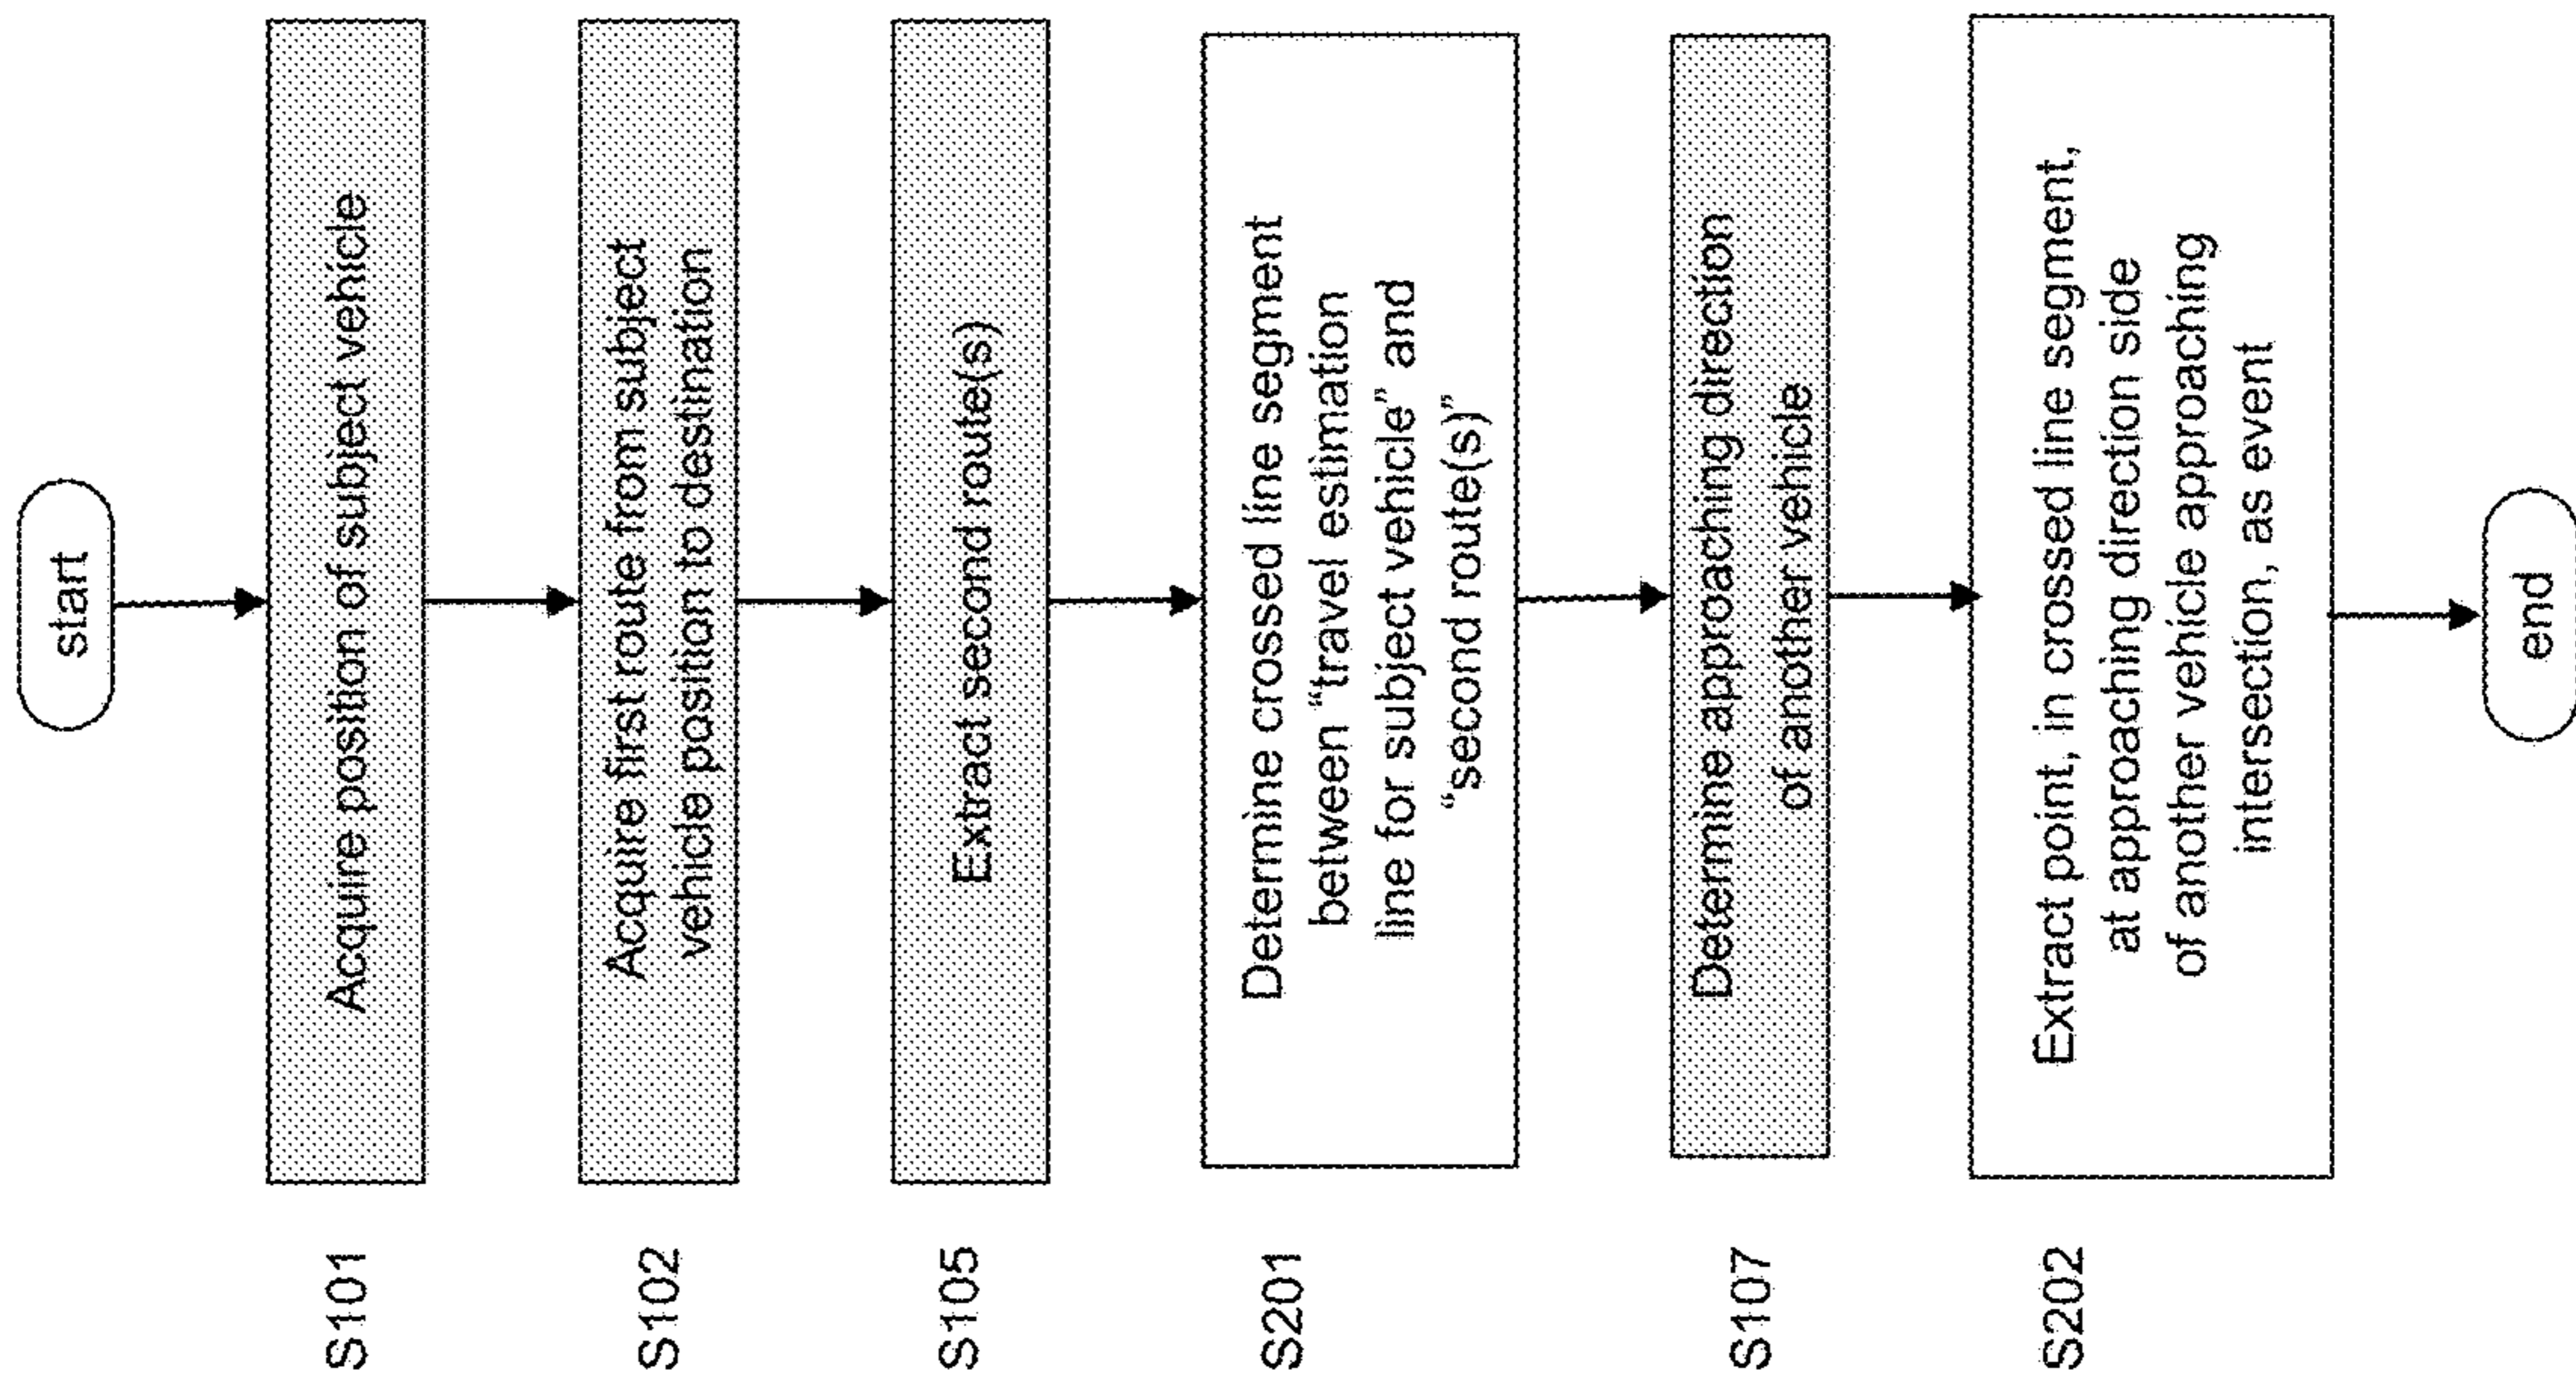 start
S101
Acquire position of subject vehicle
S102
Acquire first route from subject
vehicle position to destination
S105
Extract second route(s)
S201
Determine crossed line segment
between “travel estimation
line for subject vehicle” and
“second route(s)”
S107
Determine approaching direction
of another vehicle
S202
Extract point, in crossed line segment,
at approaching direction side
of another vehicle approaching
intersection, as event
end